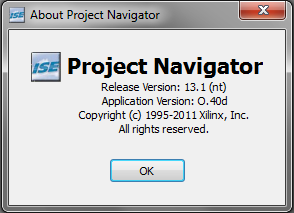 ISE About Project Navigator
ISE Project Navigator
Release Version: 13.1 (nt)
Application Version: O.40d
Copyright (c) 1995-2011 Xilinx, Inc.
All rights reserved.
OK